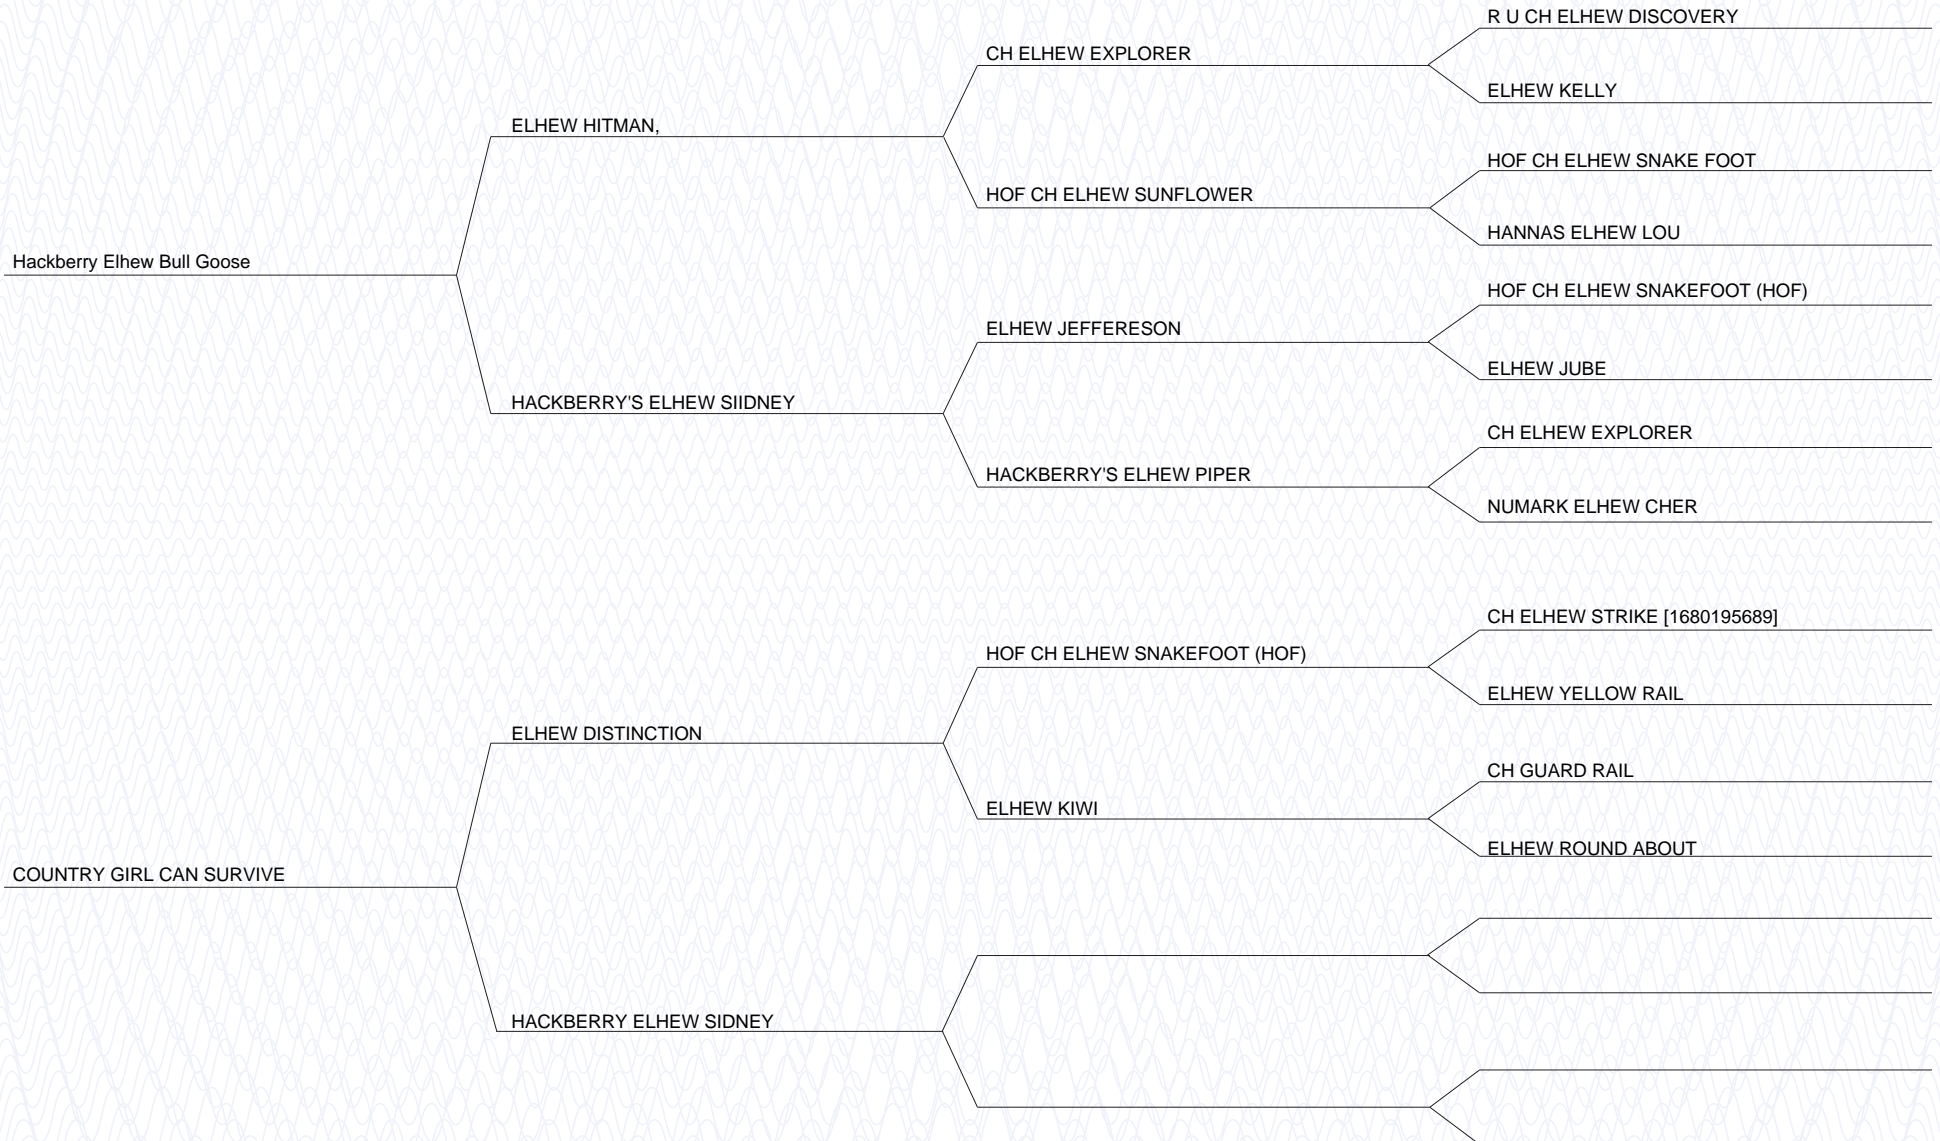 R U CH ELHEW DISCOVERY
CH ELHEW EXPLORER
ELHEW KELLY
ELHEW HITMAN,
HOF CH ELHEW SNAKE FOOT
HOF CH ELHEW SUNFLOWER
HANNAS ELHEW LOU
Hackberry Elhew Bull Goose
HOF CH ELHEW SNAKEFOOT (HOF)
ELHEW JEFFERESON
ELHEW JUBE
HACKBERRY'S ELHEW SIIDNEY
CH ELHEW EXPLORER
HACKBERRY'S ELHEW PIPER
NUMARK ELHEW CHER
CH ELHEW STRIKE [1680195689]
HOF CH ELHEW SNAKEFOOT (HOF)
ELHEW YELLOW RAIL
ELHEW DISTINCTION
CH GUARD RAIL
ELHEW KIWI
ELHEW ROUND ABOUT
COUNTRY GIRL CAN SURVIVE
HACKBERRY ELHEW SIDNEY